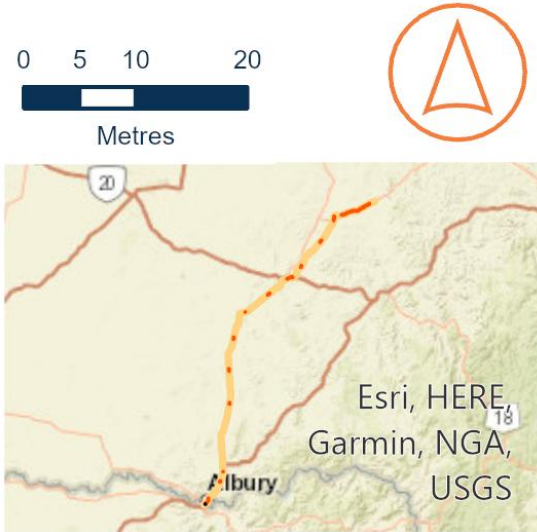 0 5 10 20
Metres
20
Esri, HERE,
18
Garmin, NGA,
USGS
Albury